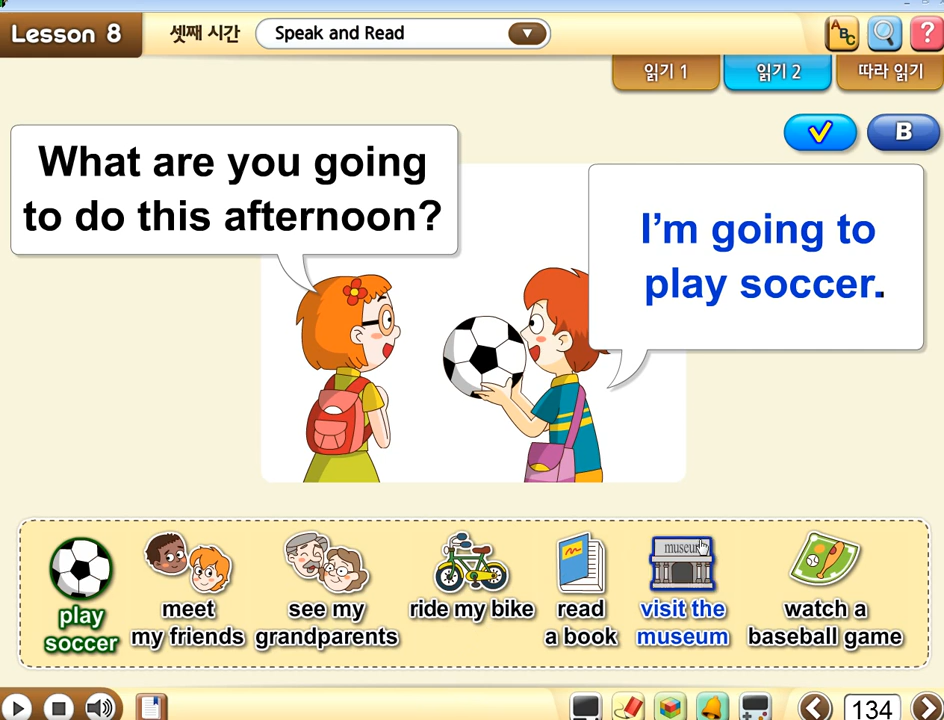 Lesson 8
셋째 시간
Speak and Read
A B C
?
읽기 1
읽기 2
따라 읽기
B
What are you going
to do this afternoon?
I'm going to
play soccer.
museum
play
soccer
meet
my friends
see my
grandparents
ride my bike
read
a book
visit the
museum
watch a
baseball game
134